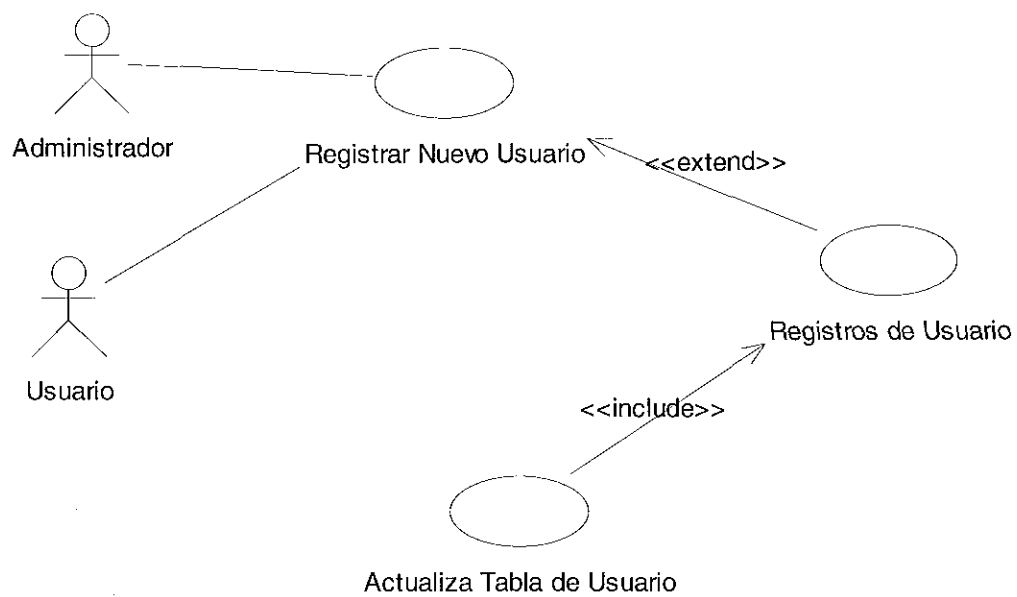 Administrador
Registrar Nuevo Usuario
<<extend>>
Registros de Usuario
Usuario
<<include>>
Actualiza Tabla de Usuario